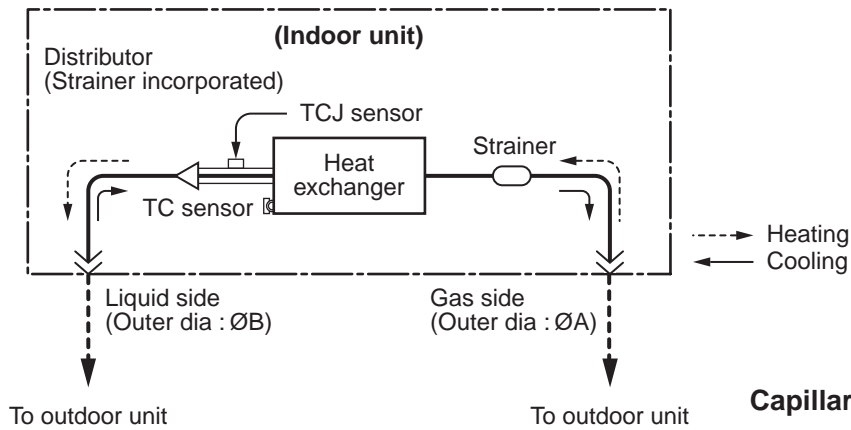 (Indoor unit)
Distributor
(Strainer incorporated)
TCJ sensor
Heat
exchanger
Strainer
TC sensor
Heating
Cooling
Liquid side
(Outer dia : ØB)
Gas side
(Outer dia : ØA)
To outdoor unit
To outdoor unit
Capillar